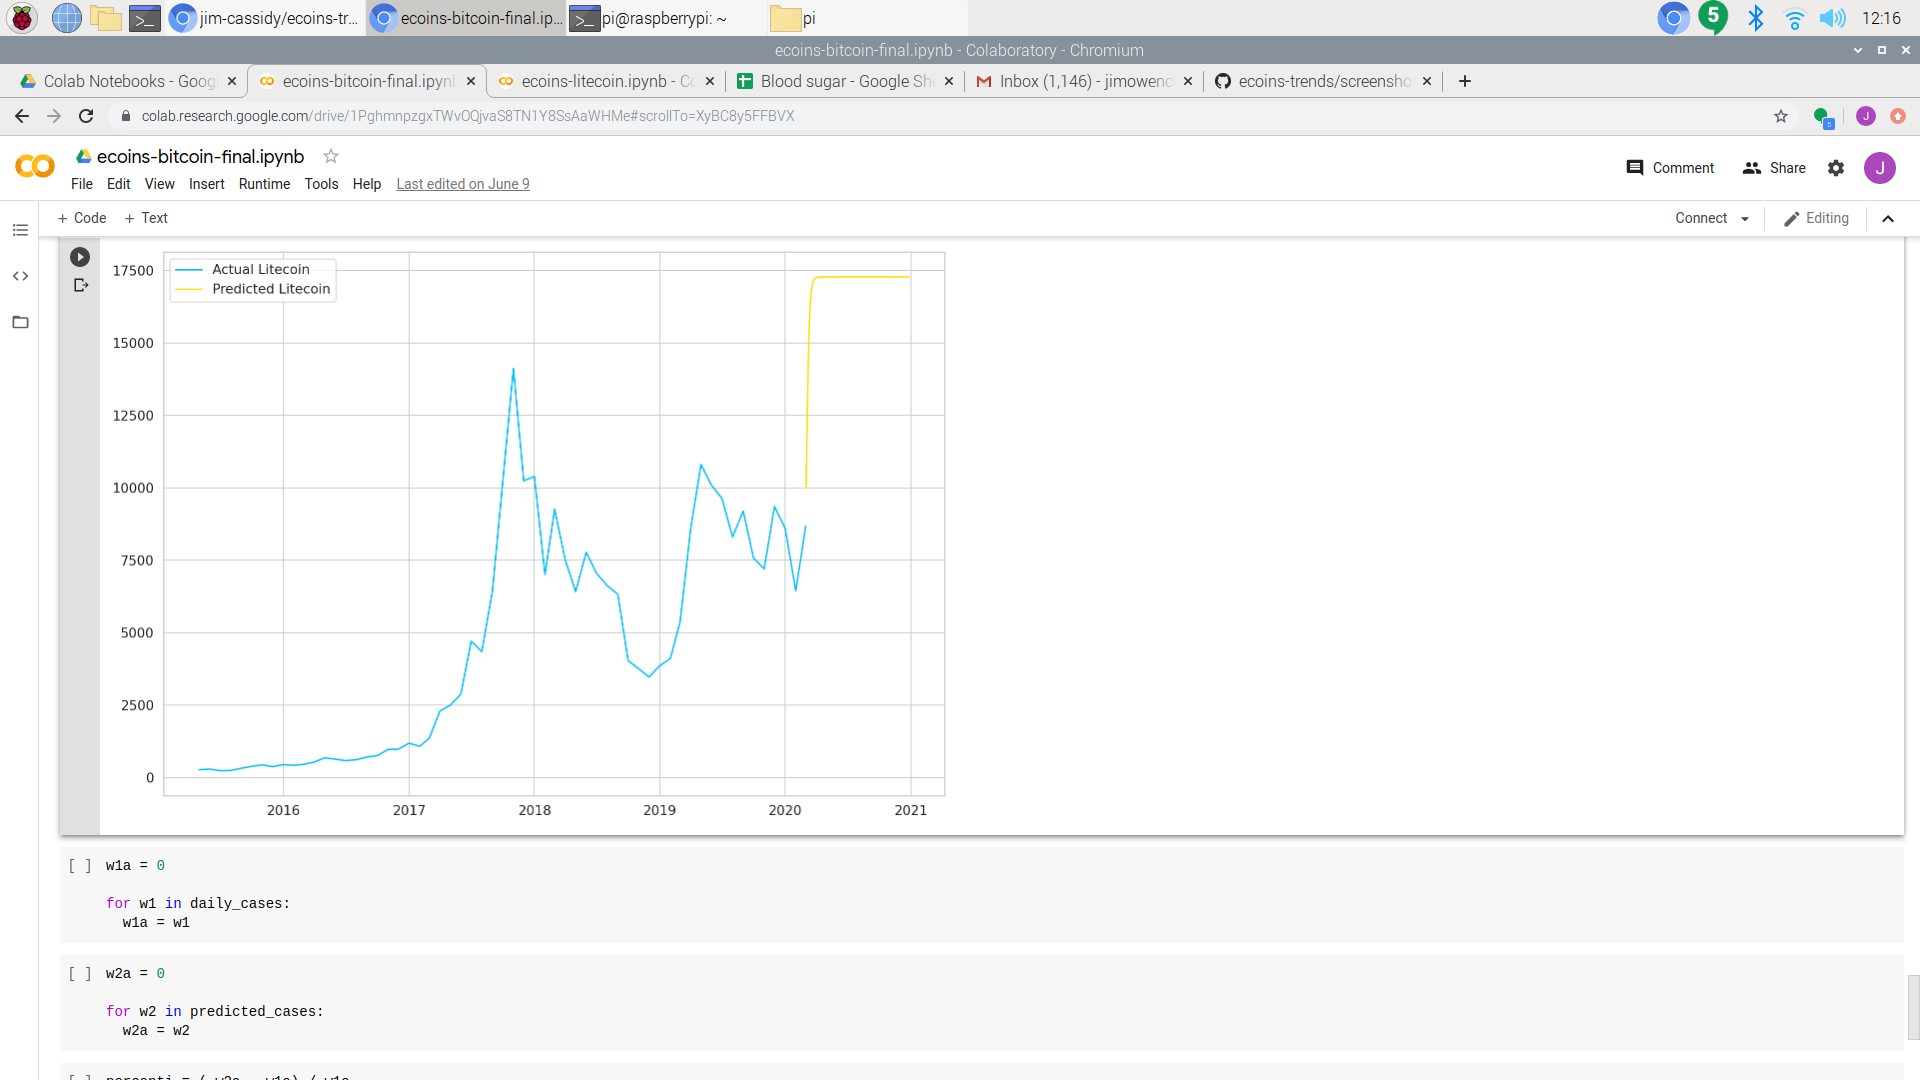 jim-cassidy/ecoins-tr...
ecoins-bitcoin-final.ip...
pi@raspberrypi: ~
pi
5
12:16
ecoins-bitcoin-final.ipynb - Colaboratory - Chromium
Colab Notebooks - Goog
ecoins-bitcoin-final.ipynb
ecoins-litecoin.ipynb - Co
Blood sugar - Google She
Inbox (1,146) - jimowenc
ecoins-trends/screensho
colab.research.google.com/drive/1PghmnpzgxTWvOQjvaS8TN1Y8SsAaWHMe#scrollTo=XyBC8y5FFBVX
J
ecoins-bitcoin-final.ipynb
File Edit View Insert Runtime Tools Help Last edited on June 9
Comment Share J
+ Code + Text
Connect Editing
Actual Litecoin
Predicted Litecoin
17500
15000
12500
10000
7500
5000
2500
0
2016 2017 2018 2019 2020 2021
[ ] w1a = 0
for w1 in daily_cases:
w1a = w1
[ ] w2a = 0
for w2 in predicted_cases:
w2a = w2